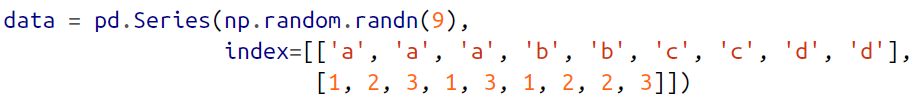 data = pd.Series(np.random.randn(9),
index=[['a', 'a', 'a', 'b', 'b', 'c', 'c', 'd', 'd'],
[1, 2, 3, 1, 3, 1, 2, 2, 3]])